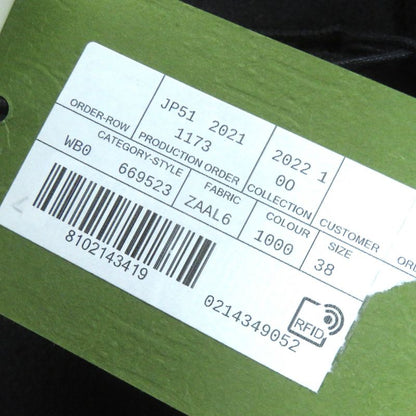 JP51 2021 2022 1
ORDER-ROW 1173 00
PRODUCTION ORDER COLLECTION CUSTOMER
WB0 669523 ZAAL6 1000 38
CATEGORY-STYLE FABRIC COLOUR SIZE
8102143419
0214349052
RFID